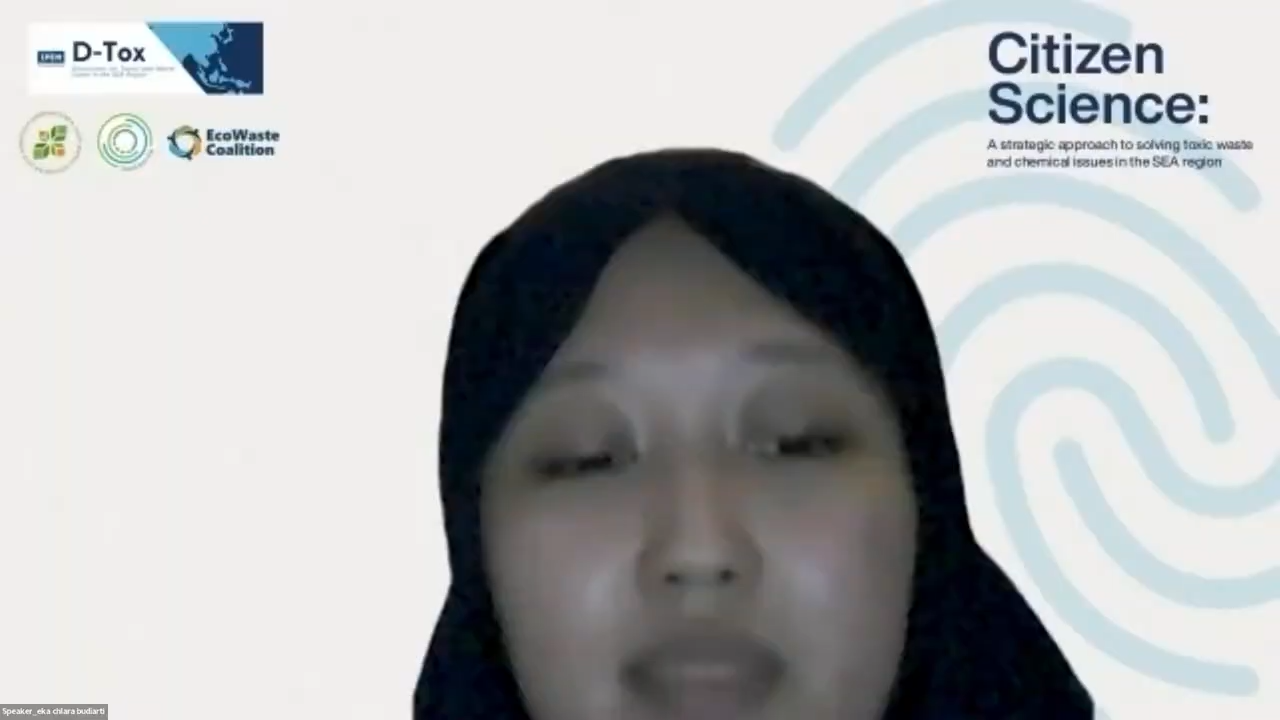 D-Tox
EcoWaste
Coalition
Citizen
Science:
A strategic approach to solving toxic waste
and chemical issues in the SEA region
Speaker_eka chlara budiarti